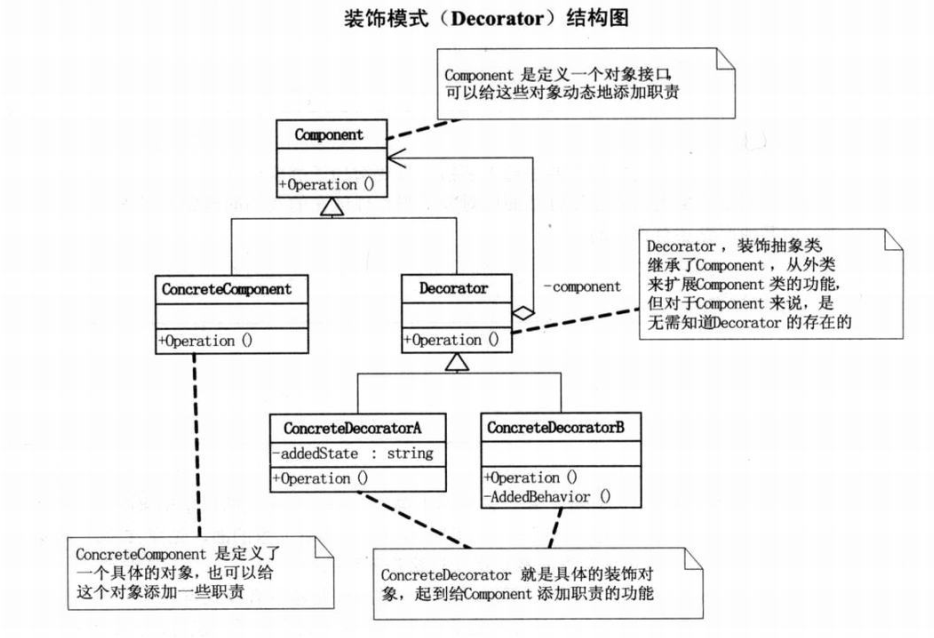 装饰模式（Decorator）结构图
Component 是定义一个对象接口,
可以给这些对象动态地添加职责
Component
+Operation ()
Decorator ，装饰抽象类,
继承了Component ，从外类
来扩展Component 类的功能,
但对于Component 来说，是
无需知道Decorator 的存在的
ConcreteComponent
+Operation ()
Decorator
+Operation ()
-component
ConcreteDecoratorA
-addedState : string
+Operation ()
ConcreteDecoratorB
+Operation ()
-AddedBehavior ()
ConcreteComponent 是定义了
一个具体的对象，也可以给
这个对象添加一些职责
ConcreteDecorator 就是具体的装饰对
象，起到给Component 添加职责的功能